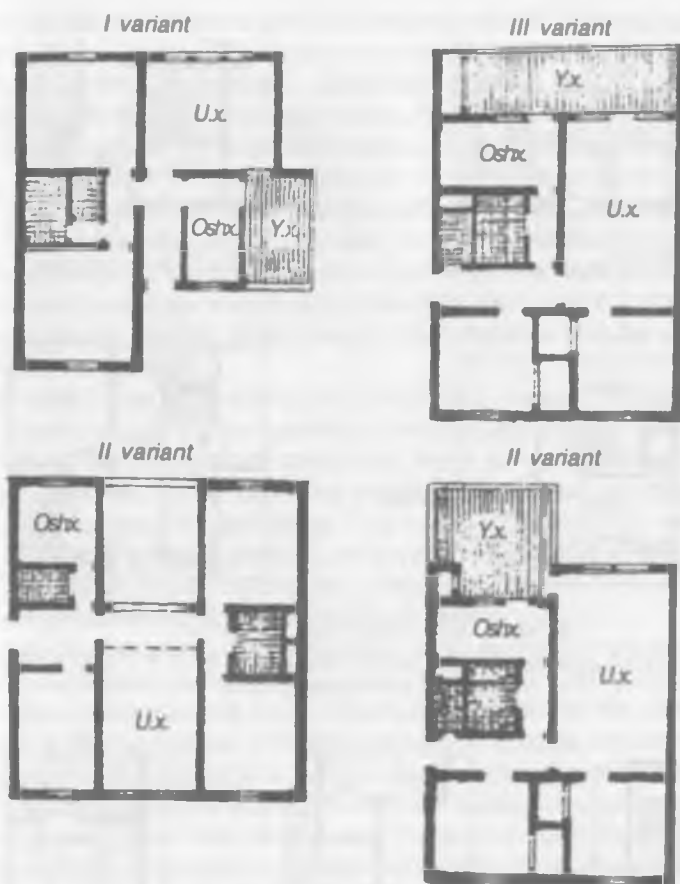 I variant
U.x.
Oshx.
Y.x.
III variant
Y.x.
Oshx.
U.x.
II variant
Oshx.
U.x.
II variant
Y.x.
Oshx.
U.x.